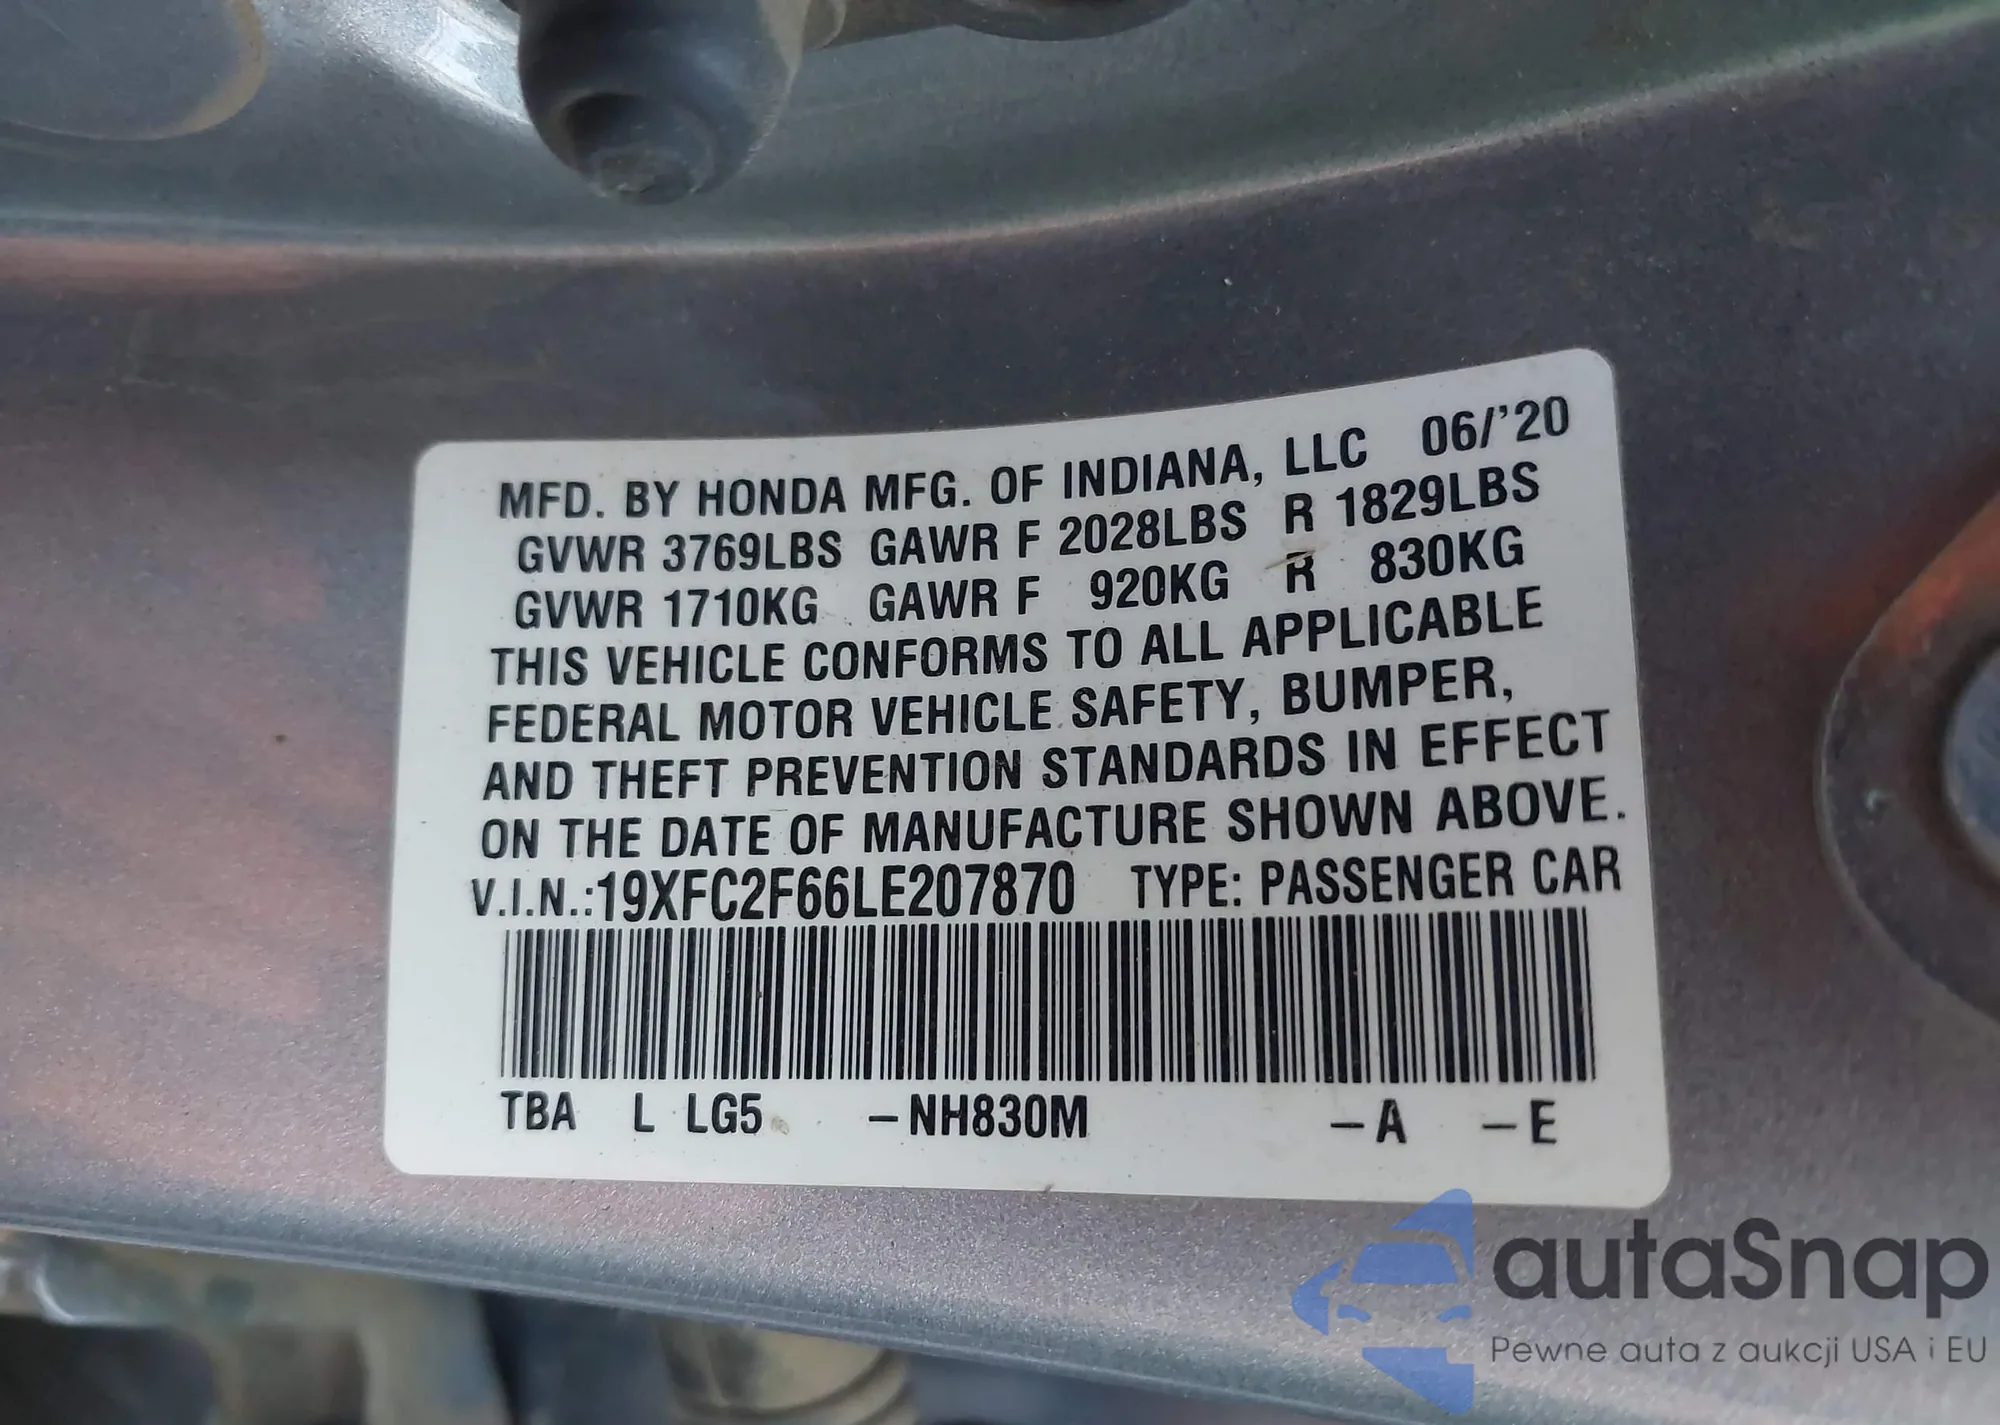 MFD. BY HONDA MFG. OF INDIANA, LLC 06/'20
GVWR 3769LBS GAWR F 2028LBS R 1829LBS
GVWR 1710KG GAWR F 920KG R 830KG
THIS VEHICLE CONFORMS TO ALL APPLICABLE
FEDERAL MOTOR VEHICLE SAFETY, BUMPER,
AND THEFT PREVENTION STANDARDS IN EFFECT
ON THE DATE OF MANUFACTURE SHOWN ABOVE.
V.I.N.:19XFC2F66LE207870 TYPE: PASSENGER CAR
TBA L LG5 –NH830M –A –E
autaSnap
Pewne auta z aukcji USA i EU